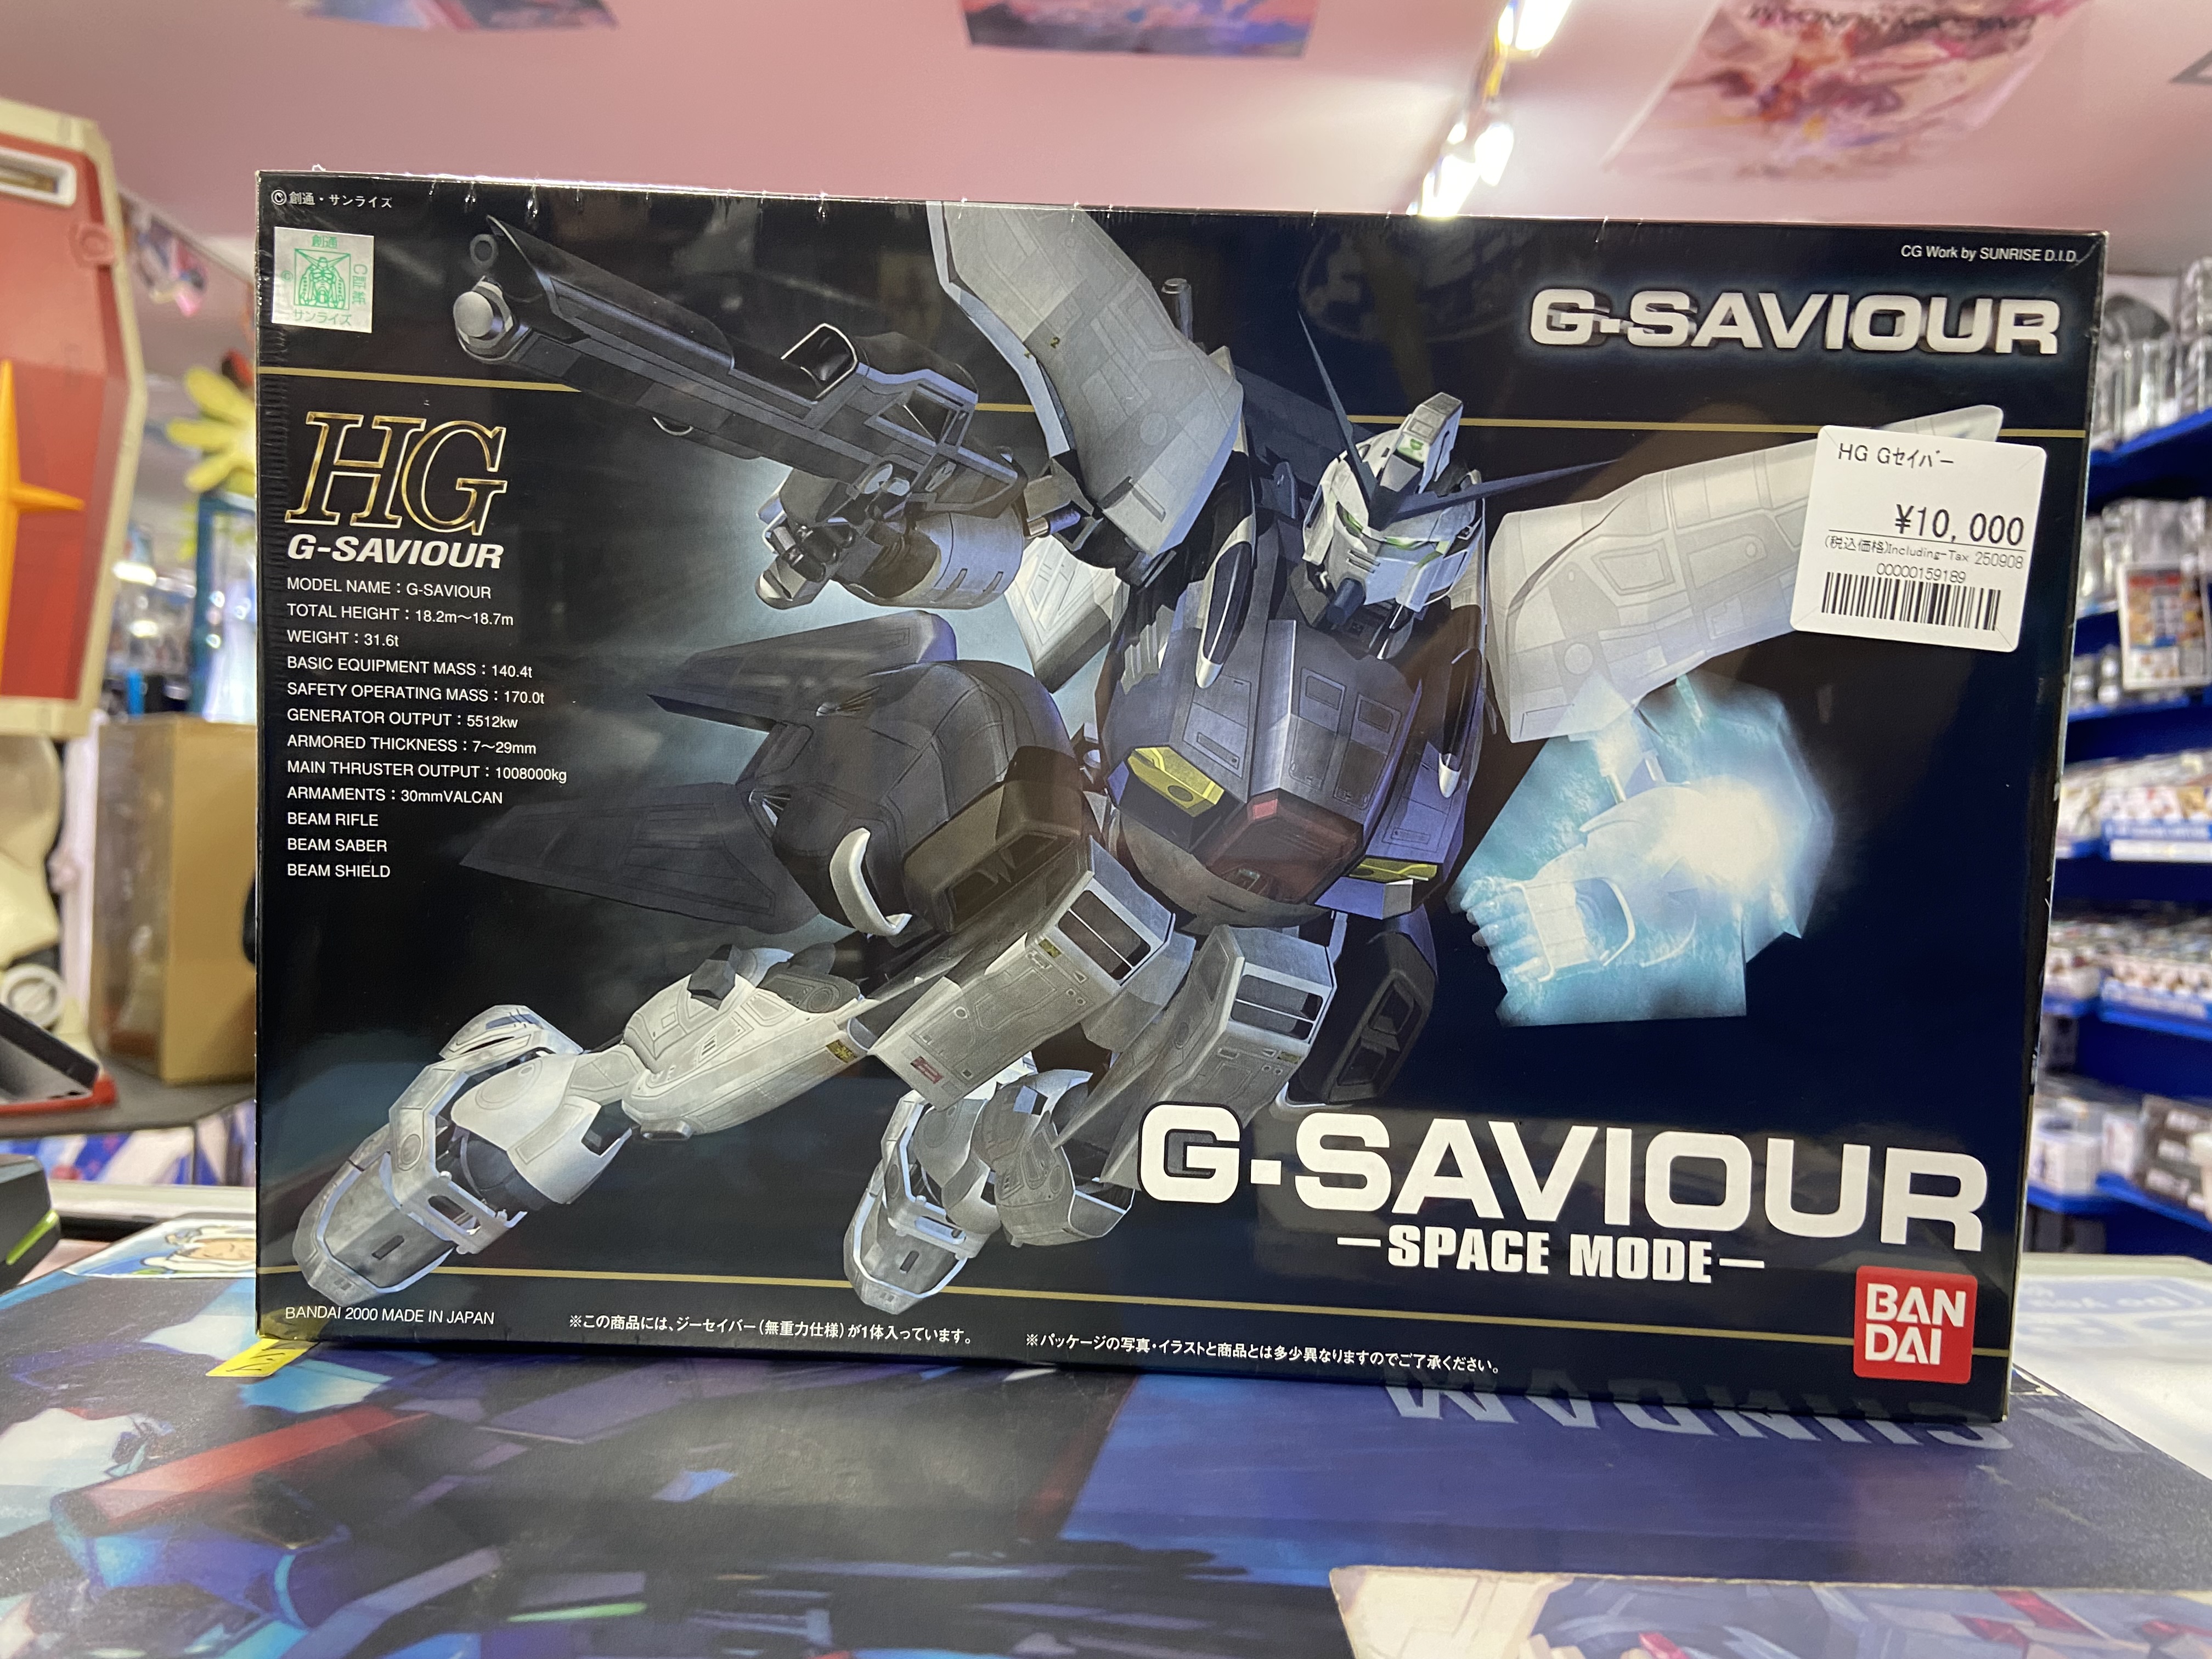 ©創通・サンライズ
創通
©
C証紙
サンライズ
CG Work by SUNRISE D.I.D.
G-SAVIOUR
HG
G-SAVIOUR
MODEL NAME：G-SAVIOUR
TOTAL HEIGHT：18.2m〜18.7m
WEIGHT：31.6t
BASIC EQUIPMENT MASS：140.4t
SAFETY OPERATING MASS：170.0t
GENERATOR OUTPUT：5512kw
ARMORED THICKNESS：7〜29mm
MAIN THRUSTER OUTPUT：1008000kg
ARMAMENTS：30mmVALCAN
BEAM RIFLE
BEAM SABER
BEAM SHIELD
HG Gｾｲﾊﾞｰ
¥10,000
(税込価格)Including-Tax 250908
00000159189
2
G-SAVIOUR
—SPACE MODE—
BAN
DAI
BANDAI 2000 MADE IN JAPAN
※この商品には、ジーセイバー(無重力仕様)が1体入っています。
※パッケージの写真・イラストと商品とは多少異なりますのでご了承ください。
GUNDAM